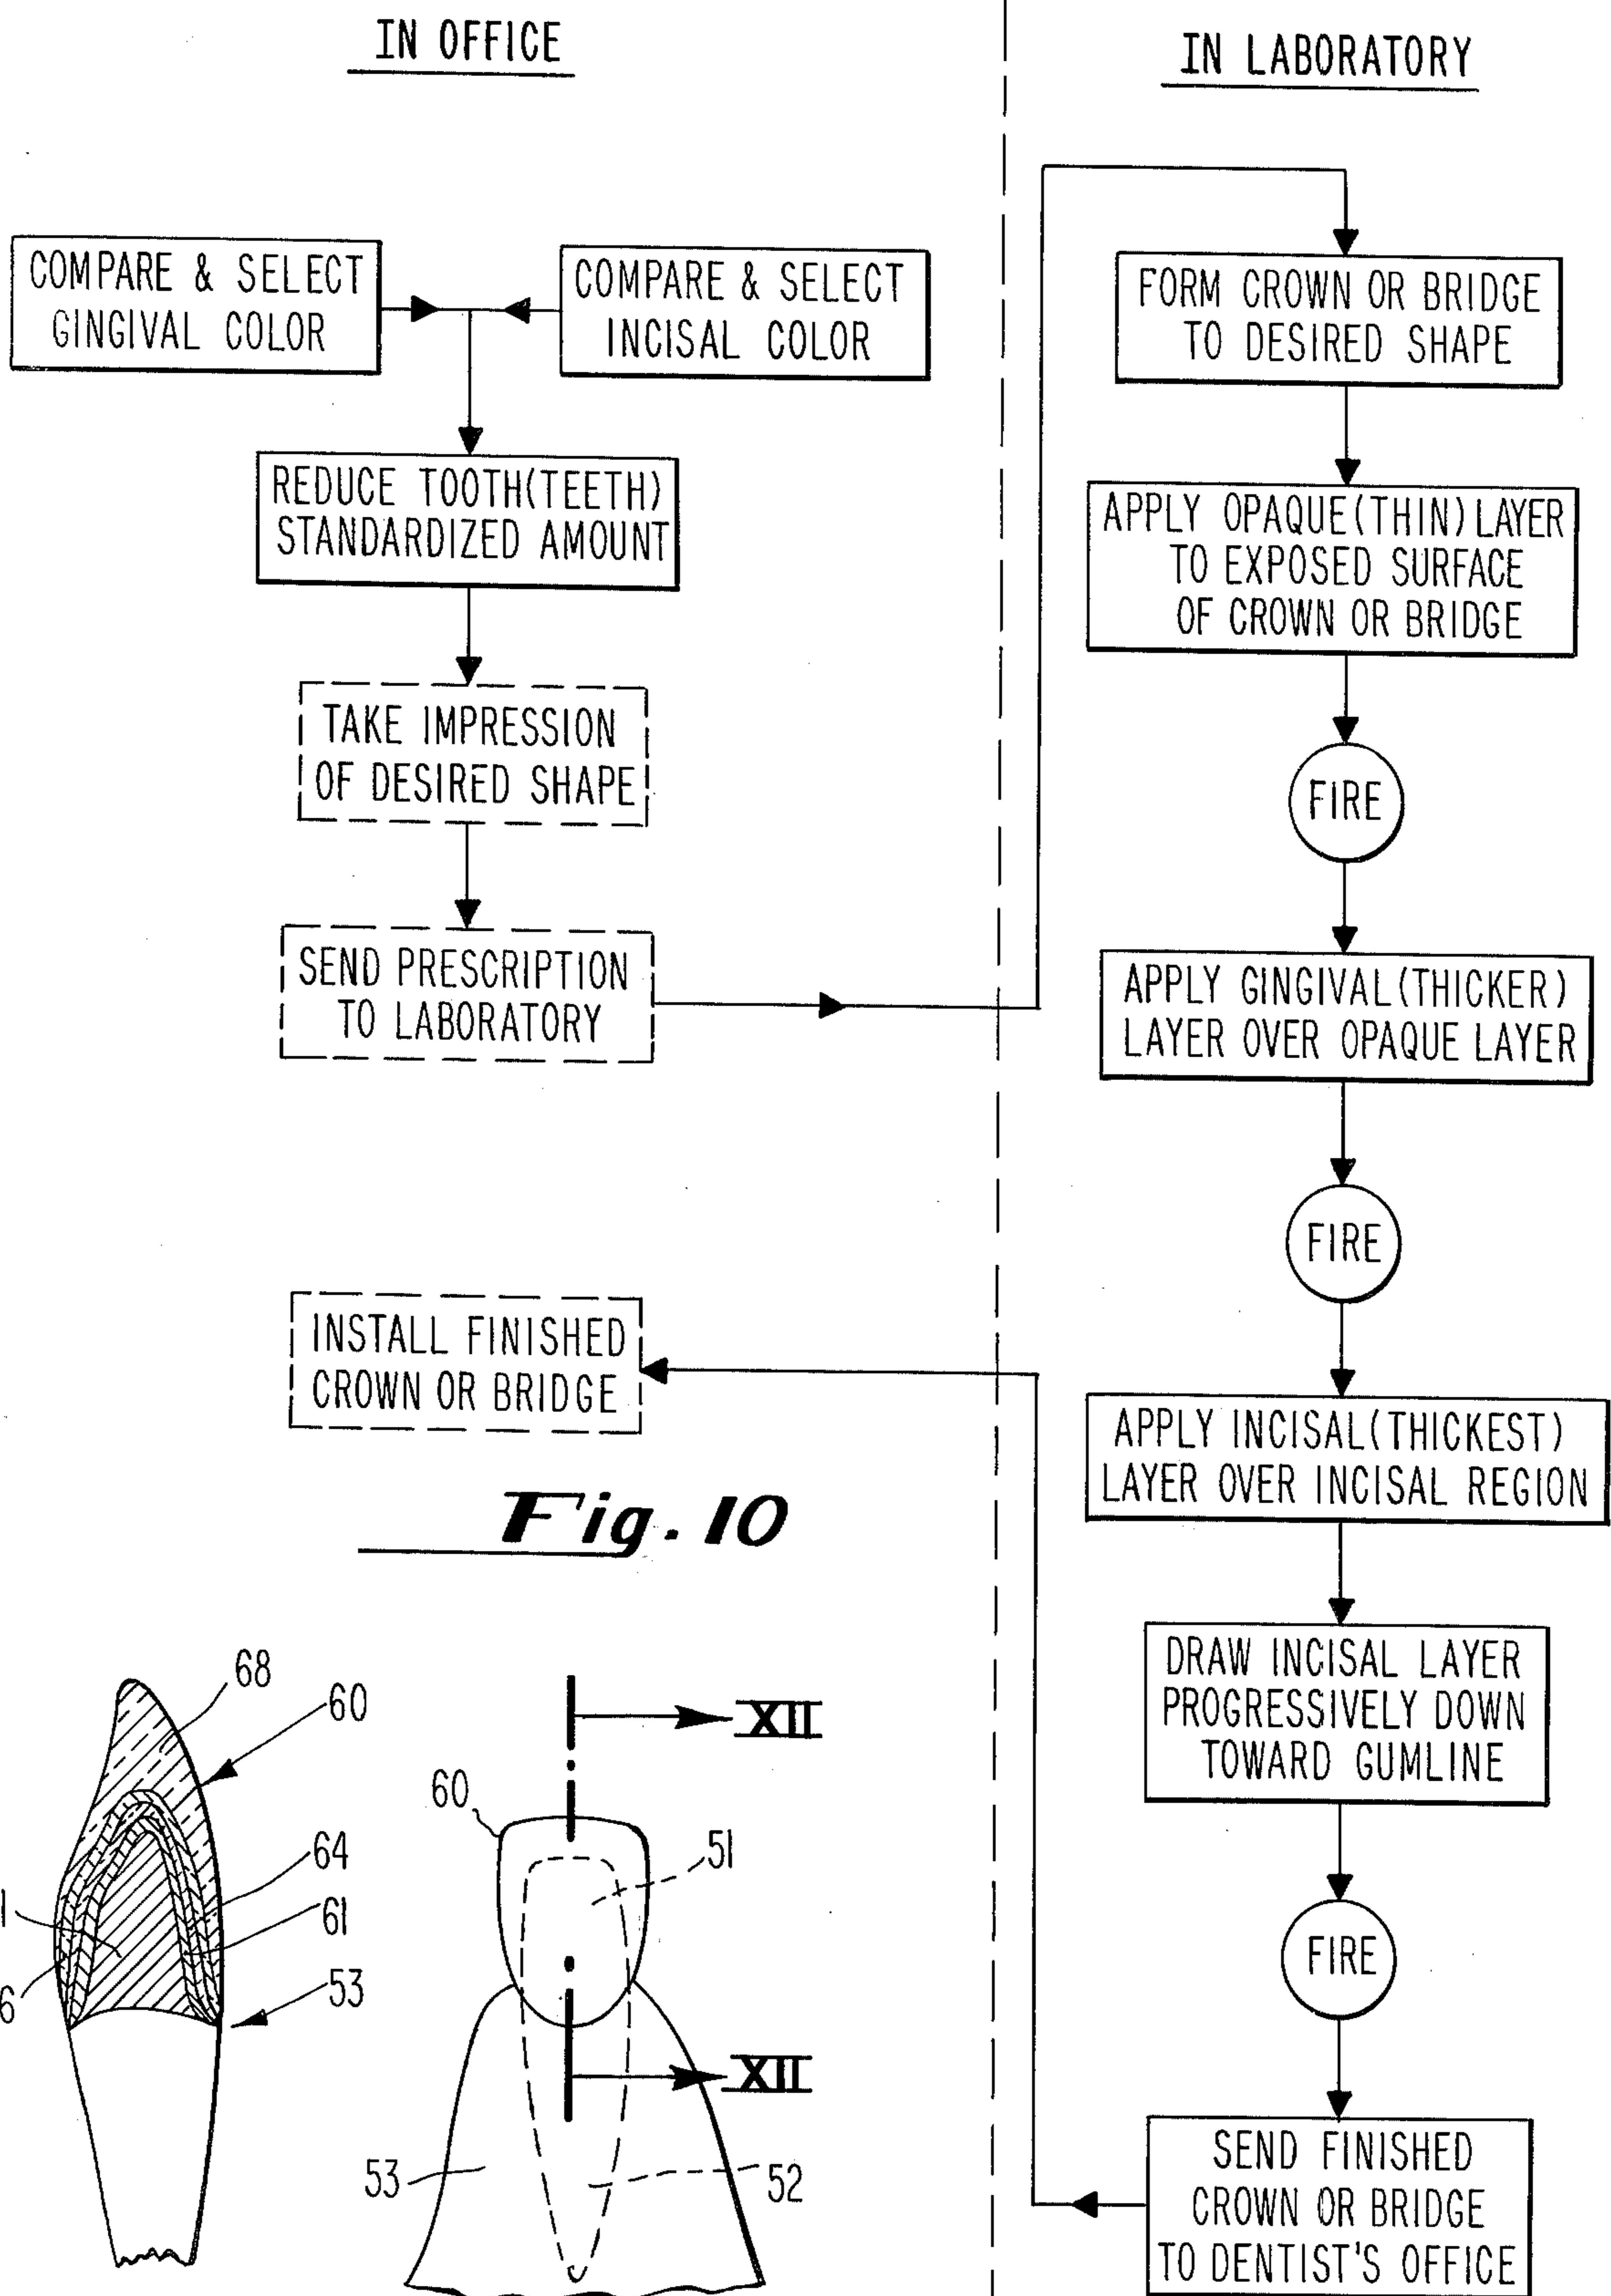 IN OFFICE
COMPARE & SELECT
GINGIVAL COLOR
COMPARE & SELECT
INCISAL COLOR
REDUCE TOOTH(TEETH)
STANDARDIZED AMOUNT
TAKE IMPRESSION
OF DESIRED SHAPE
SEND PRESCRIPTION
TO LABORATORY
IN LABORATORY
FORM CROWN OR BRIDGE
TO DESIRED SHAPE
APPLY OPAQUE(THIN) LAYER
TO EXPOSED SURFACE
OF CROWN OR BRIDGE
FIRE
APPLY GINGIVAL(THICKER)
LAYER OVER OPAQUE LAYER
FIRE
APPLY INCISAL(THICKEST)
LAYER OVER INCISAL REGION
DRAW INCISAL LAYER
PROGRESSIVELY DOWN
TOWARD GUMLINE
FIRE
SEND FINISHED
CROWN OR BRIDGE
TO DENTIST'S OFFICE
INSTALL FINISHED
CROWN OR BRIDGE
Fig. 10
68
60
64
61
53
1
6
XII
60
51
XII
53
52